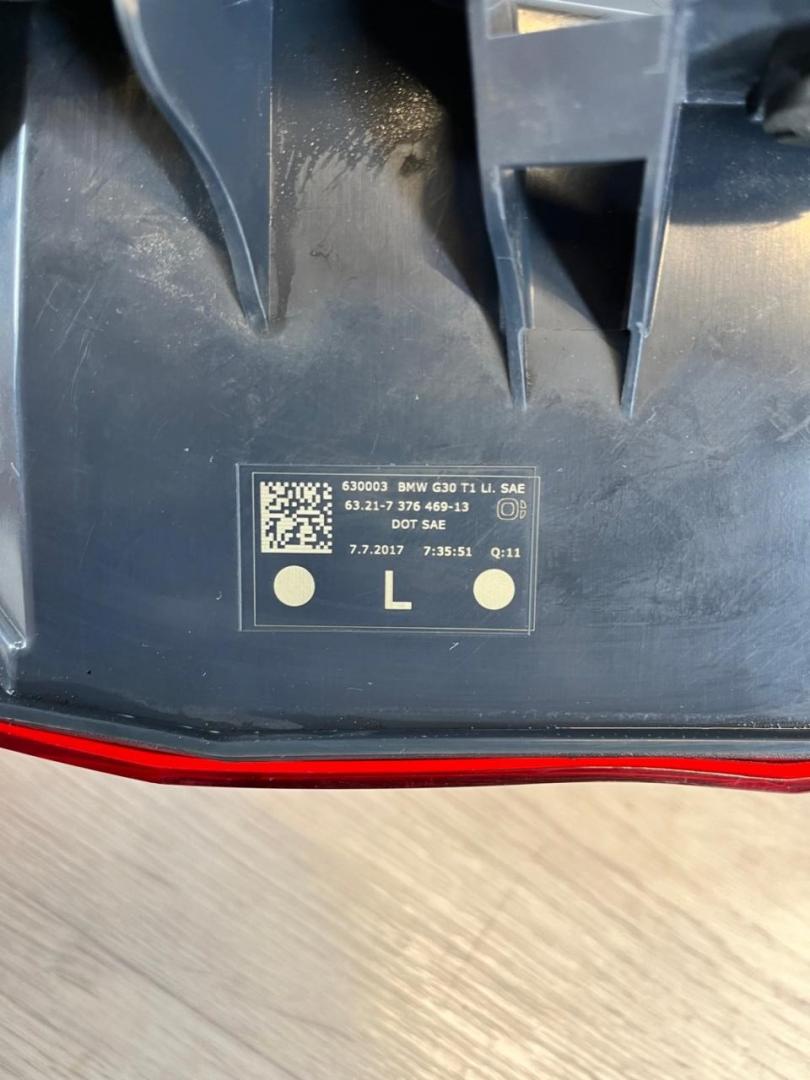 630003 BMW G30 T1 LI. SAE
63.21-7 376 469-13
DOT SAE
7.7.2017 7:35:51 Q:11
L